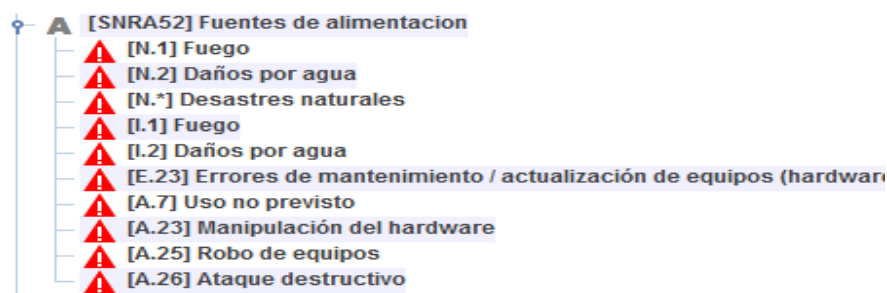 A [SNRA52] Fuentes de alimentacion
[N.1] Fuego
[N.2] Daños por agua
[N.*] Desastres naturales
[I.1] Fuego
[I.2] Daños por agua
[E.23] Errores de mantenimiento / actualización de equipos (hardware
[A.7] Uso no previsto
[A.23] Manipulación del hardware
[A.25] Robo de equipos
[A.26] Ataque destructivo